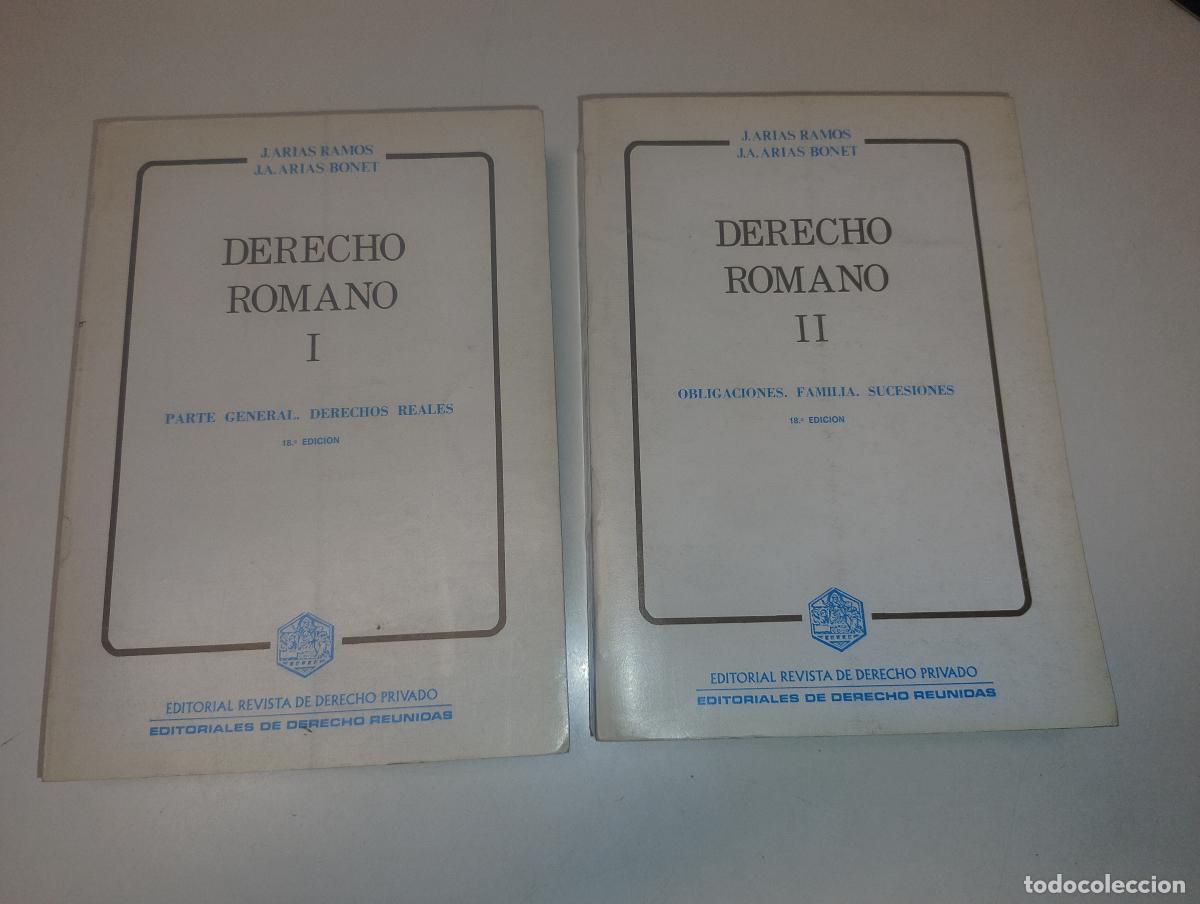 J.ARIAS RAMOS
J.A.ARIAS BONET
DERECHO
ROMANO
I
PARTE GENERAL. DERECHOS REALES
18.ª EDICION
EDITORIAL REVISTA DE DERECHO PRIVADO
EDITORIALES DE DERECHO REUNIDAS
J.ARIAS RAMOS
J.A.ARIAS BONET
DERECHO
ROMANO
II
OBLIGACIONES. FAMILIA. SUCESIONES
18.ª EDICION
EDITORIAL REVISTA DE DERECHO PRIVADO
EDITORIALES DE DERECHO REUNIDAS
todocoleccion